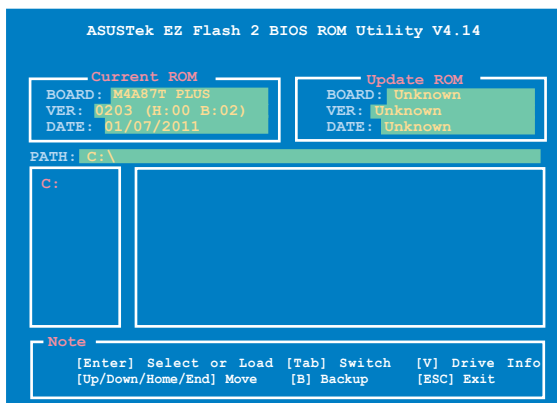 ASUSTek EZ Flash 2 BIOS ROM Utility V4.14
Current ROM
BOARD: M4A87T PLUS
VER: 0203 (H:00 B:02)
DATE: 01/07/2011
Update ROM
BOARD: Unknown
VER: Unknown
DATE: Unknown
PATH: C:\
C:
Note
[Enter] Select or Load [Tab] Switch [V] Drive Info
[Up/Down/Home/End] Move [B] Backup [ESC] Exit